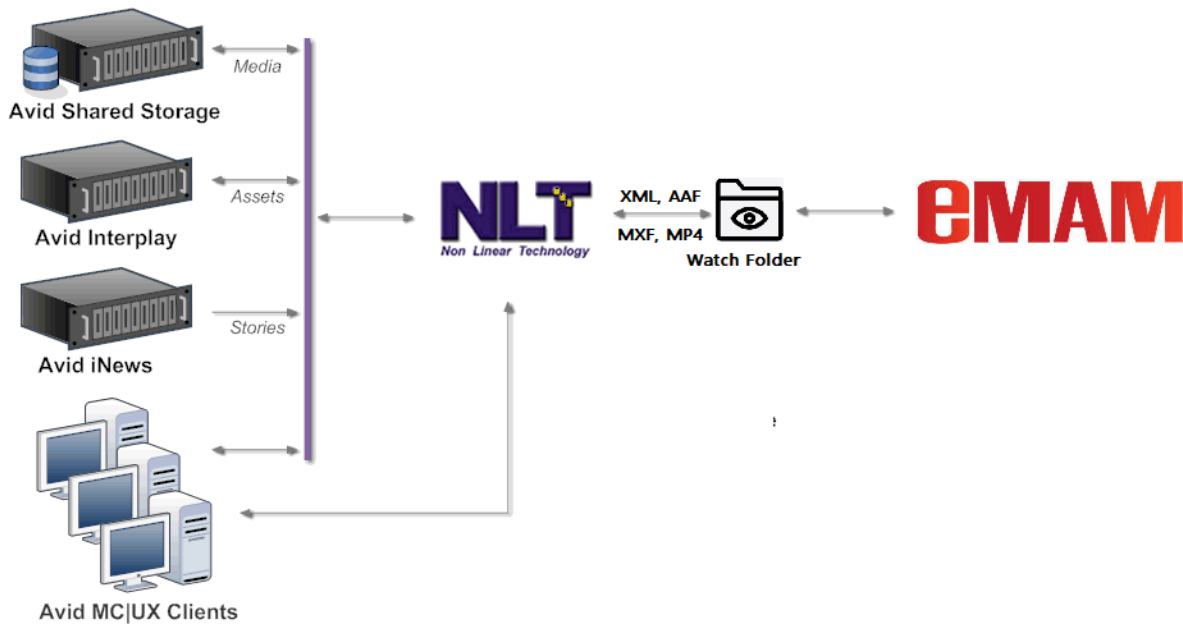 Media
Avid Shared Storage
Assets
Avid Interplay
Stories
Avid iNews
Avid MC|UX Clients
NLT
Non Linear Technology
XML, AAF
MXF, MP4
Watch Folder
eMAM